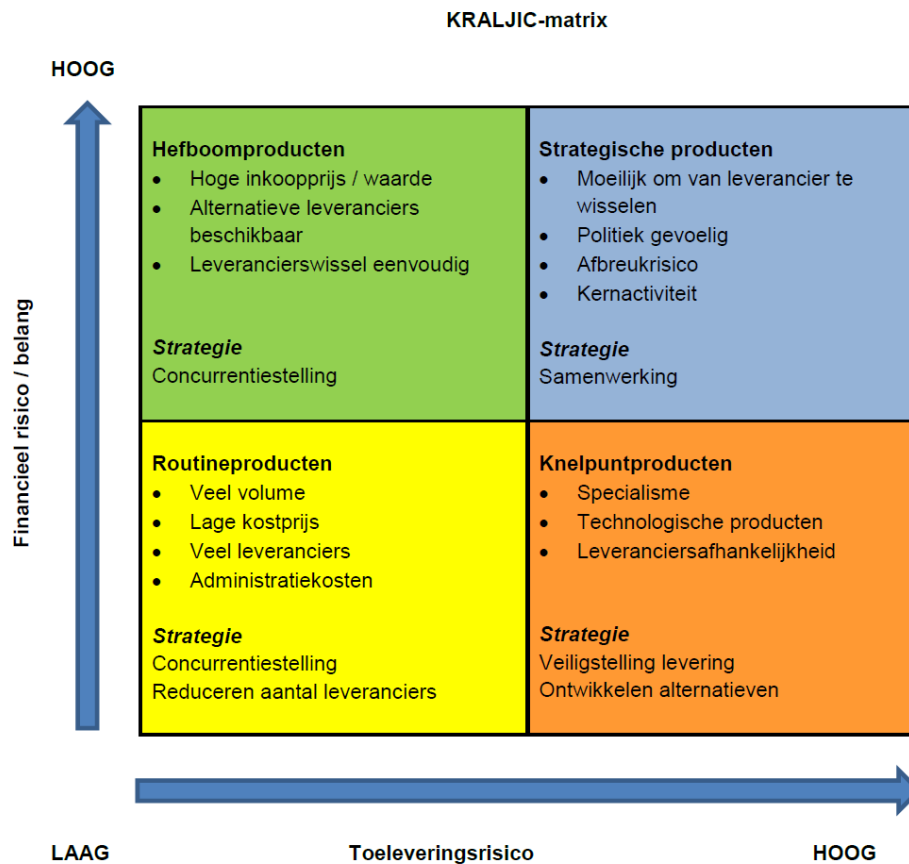 KRALJIC-matrix
HOOG
Financieel risico / belang
Hefboomproducten
• Hoge inkoopprijs / waarde
• Alternatieve leveranciers
beschikbaar
• Leverancierswissel eenvoudig
Strategie
Concurrentiestelling
Strategische producten
• Moeilijk om van leverancier te
wisselen
• Politiek gevoelig
• Afbreukrisico
• Kernactiviteit
Strategie
Samenwerking
Routineproducten
• Veel volume
• Lage kostprijs
• Veel leveranciers
• Administratiekosten
Strategie
Concurrentiestelling
Reduceren aantal leveranciers
Knelpuntproducten
• Specialisme
• Technologische producten
• Leveranciersafhankelijkheid
Strategie
Veiligstelling levering
Ontwikkelen alternatieven
LAAG
Toeleveringsrisico
HOOG